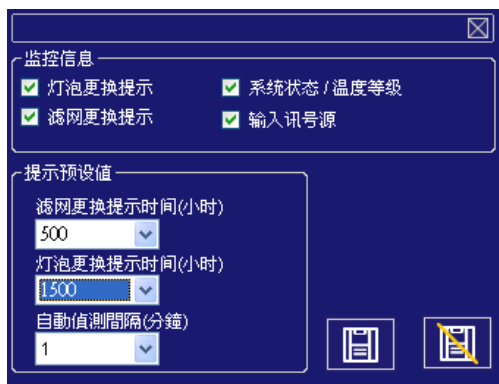 监控信息
灯泡更换提示
系统状态/温度等级
滤网更换提示
输入讯号源
提示预设值
滤网更换提示时间(小时)
500
灯泡更换提示时间(小时)
1500
自動偵測間隔(分鐘)
1